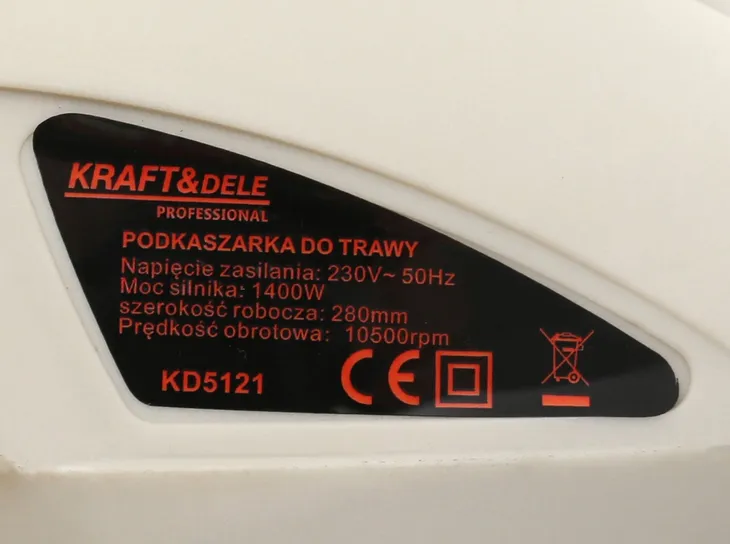 KRAFT&DELE
PROFESSIONAL
PODKASZARKA DO TRAWY
Napięcie zasilania: 230V~ 50Hz
Moc silnika: 1400W
szerokość robocza: 280mm
Prędkość obrotowa: 10500rpm
KD5121 CE